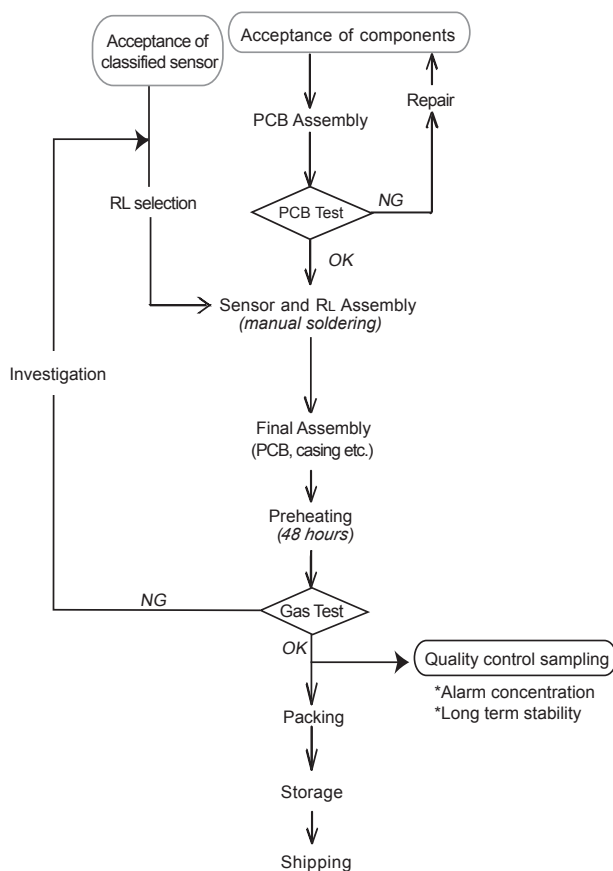 Acceptance of
classified sensor
Acceptance of components
Repair
PCB Assembly
RL selection
PCB Test
NG
OK
Sensor and RL Assembly
(manual soldering)
Investigation
Final Assembly
(PCB, casing etc.)
Preheating
(48 hours)
NG
Gas Test
OK
Quality control sampling
*Alarm concentration
*Long term stability
Packing
Storage
Shipping